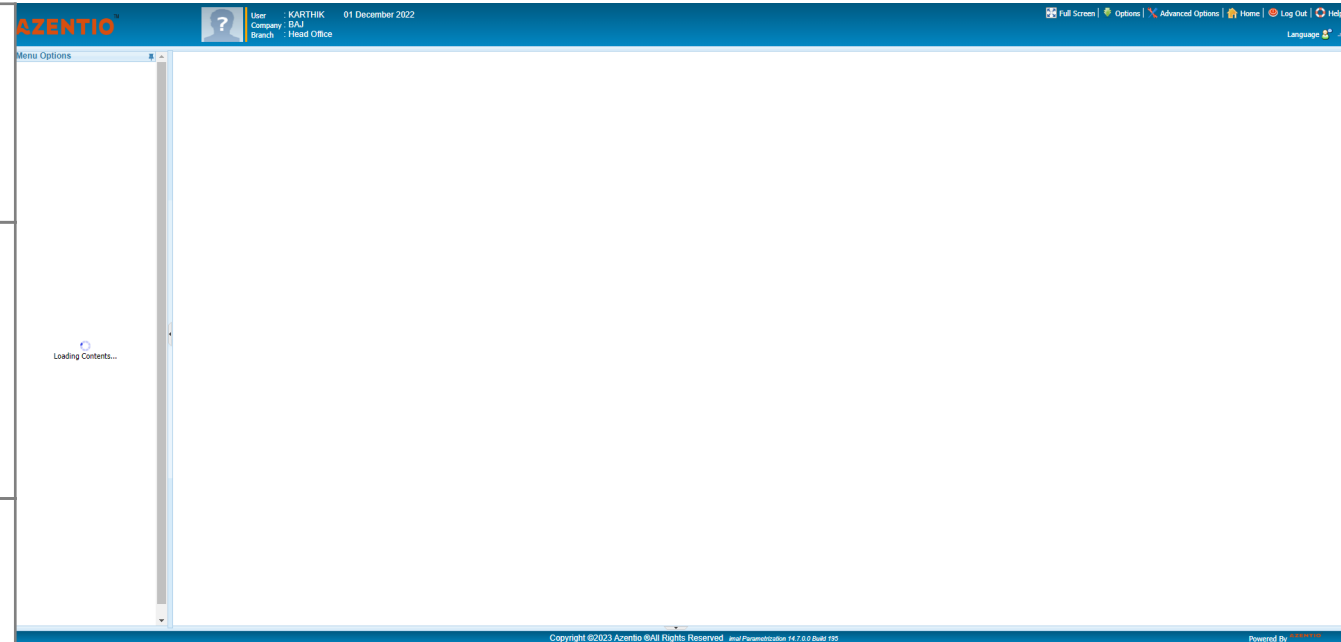 AZENTIO™
User : KARTHIK 01 December 2022
Company : BAJ
Branch : Head Office
Full Screen | Options | Advanced Options | Home | Log Out | Help
Language
Menu Options
Loading Contents...
Copyright ©2023 Azentio ®All Rights Reserved imal Parametrization 14.7.0.0 Build 195
Powered By AZENTIO